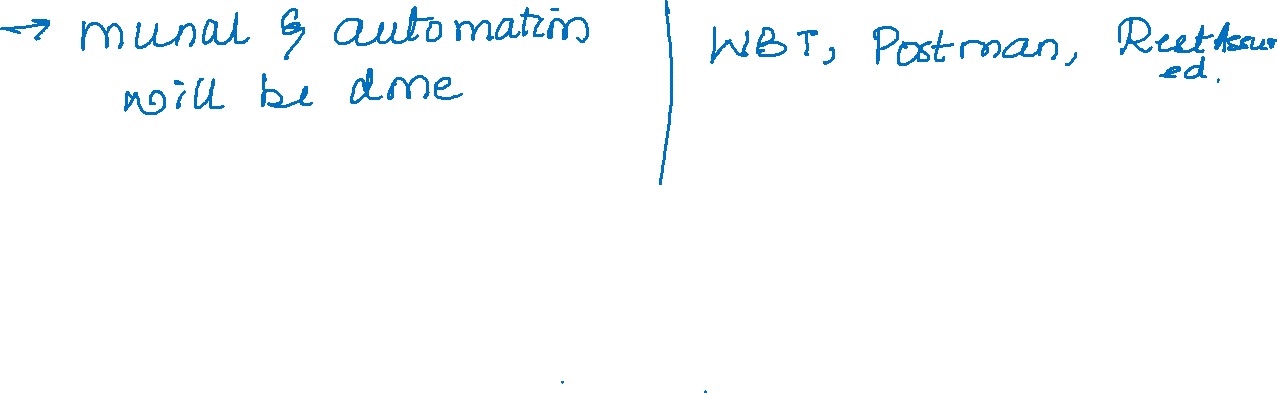 → munal & automation
will be done
WBT, Postman, RestAssur
ed.